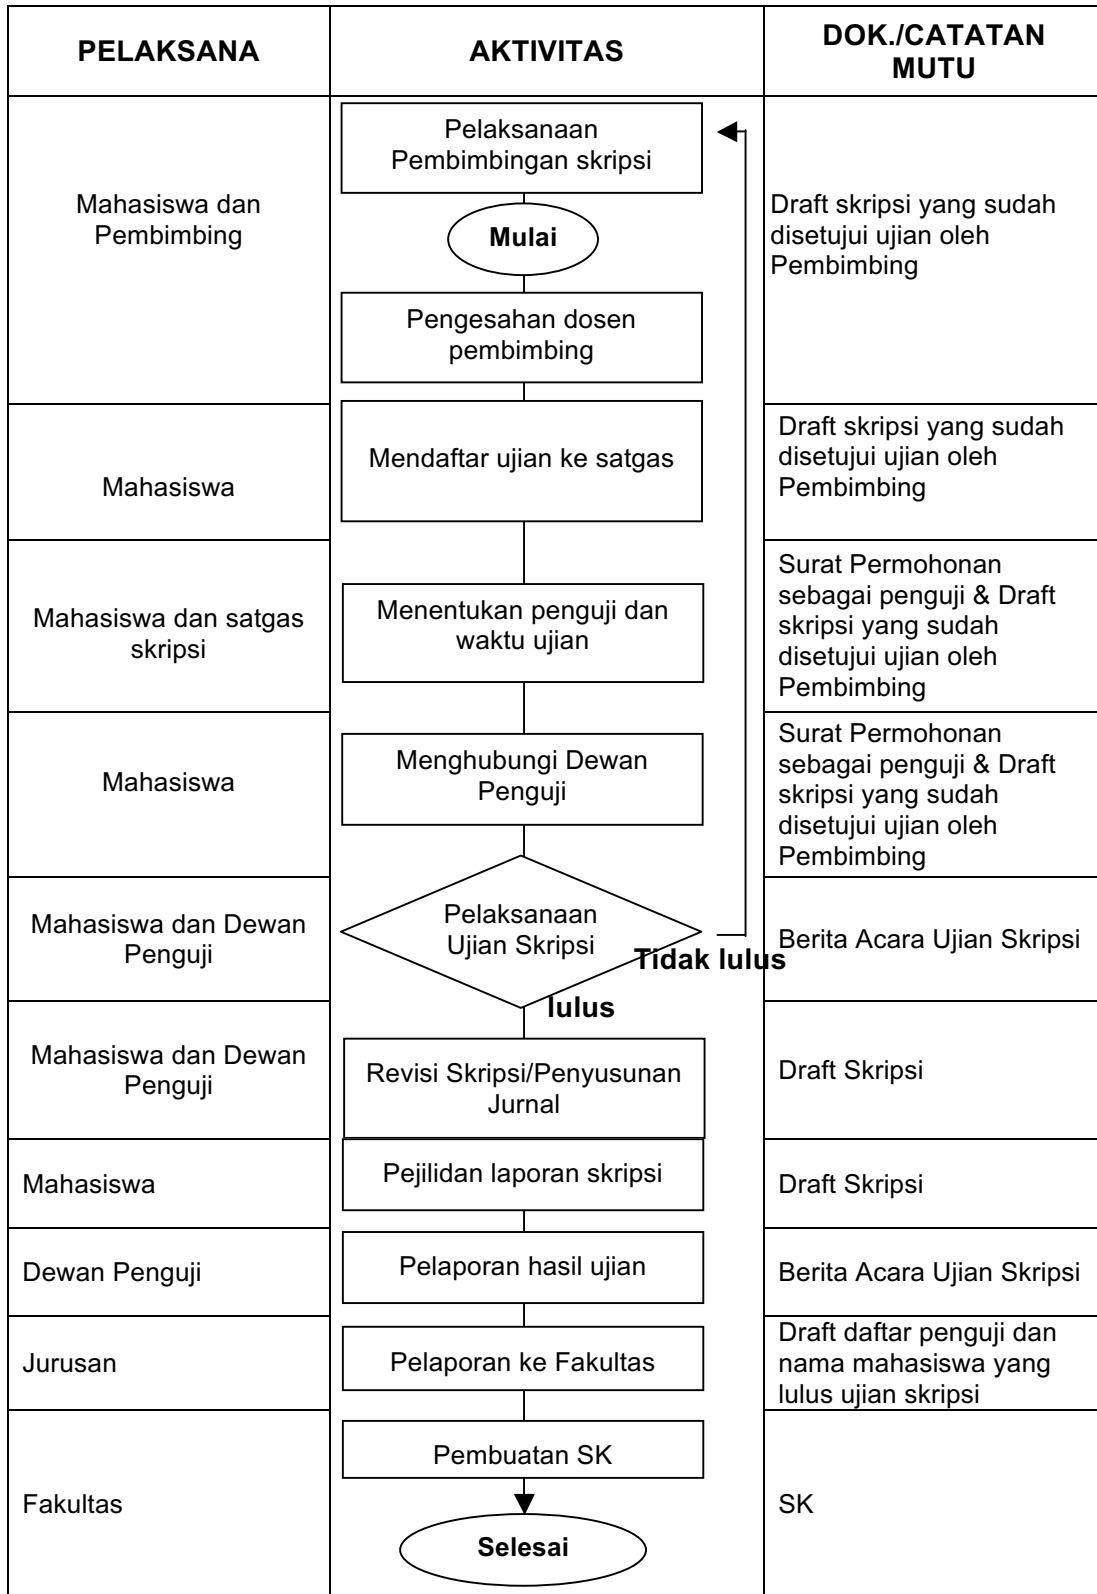 PELAKSANA
AKTIVITAS
DOK./CATATAN
MUTU
Mahasiswa dan
Pembimbing
Pelaksanaan
Pembimbingan skripsi
Mulai
Pengesahan dosen
pembimbing
Draft skripsi yang sudah
disetujui ujian oleh
Pembimbing
Mahasiswa
Mendaftar ujian ke satgas
Draft skripsi yang sudah
disetujui ujian oleh
Pembimbing
Mahasiswa dan satgas
skripsi
Menentukan penguji dan
waktu ujian
Surat Permohonan
sebagai penguji & Draft
skripsi yang sudah
disetujui ujian oleh
Pembimbing
Mahasiswa
Menghubungi Dewan
Penguji
Surat Permohonan
sebagai penguji & Draft
skripsi yang sudah
disetujui ujian oleh
Pembimbing
Mahasiswa dan Dewan
Penguji
Pelaksanaan
Ujian Skripsi
Tidak lulus
lulus
Berita Acara Ujian Skripsi
Mahasiswa dan Dewan
Penguji
Revisi Skripsi/Penyusunan
Jurnal
Draft Skripsi
Mahasiswa
Pejilidan laporan skripsi
Draft Skripsi
Dewan Penguji
Pelaporan hasil ujian
Berita Acara Ujian Skripsi
Jurusan
Pelaporan ke Fakultas
Draft daftar penguji dan
nama mahasiswa yang
lulus ujian skripsi
Fakultas
Pembuatan SK
Selesai
SK